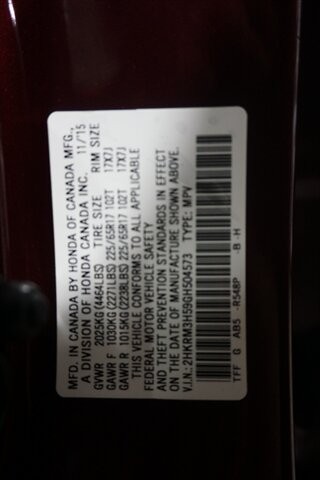 MFD. IN CANADA BY HONDA OF CANADA MFG.,
A DIVISION OF HONDA CANADA INC. 11/15
GVWR 2025KG(4464LBS) TIRE SIZE RIM SIZE
GAWR F 1030KG(2271LBS) 225/65R17 102T 17X7J
GAWR R 1015KG(2238LBS) 225/65R17 102T 17X7J
THIS VEHICLE CONFORMS TO ALL APPLICABLE
FEDERAL MOTOR VEHICLE SAFETY
AND THEFT PREVENTION STANDARDS IN EFFECT
ON THE DATE OF MANUFACTURE SHOWN ABOVE.
V.I.N.: 2HKRM3H59GH504573 TYPE: MPV
TFF G AB5 -R548P -B -H